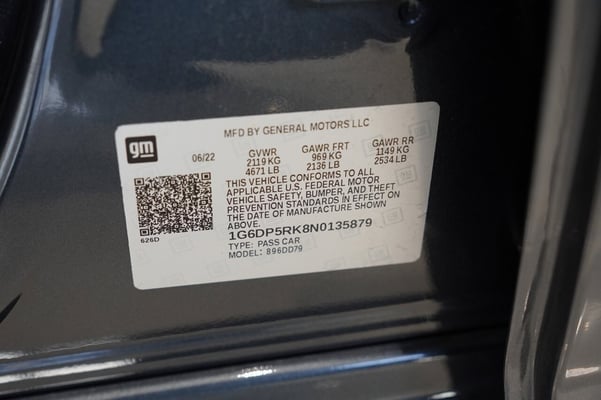 gm
MFD BY GENERAL MOTORS LLC
06/22 GVWR GAWR FRT GAWR RR
2119 KG 969 KG 1149 KG
4671 LB 2136 LB 2534 LB
THIS VEHICLE CONFORMS TO ALL
APPLICABLE U.S. FEDERAL MOTOR
VEHICLE SAFETY, BUMPER, AND THEFT
PREVENTION STANDARDS IN EFFECT ON
THE DATE OF MANUFACTURE SHOWN
ABOVE.
626D
1G6DP5RK8N0135879
TYPE: PASS CAR
MODEL: 896DD79